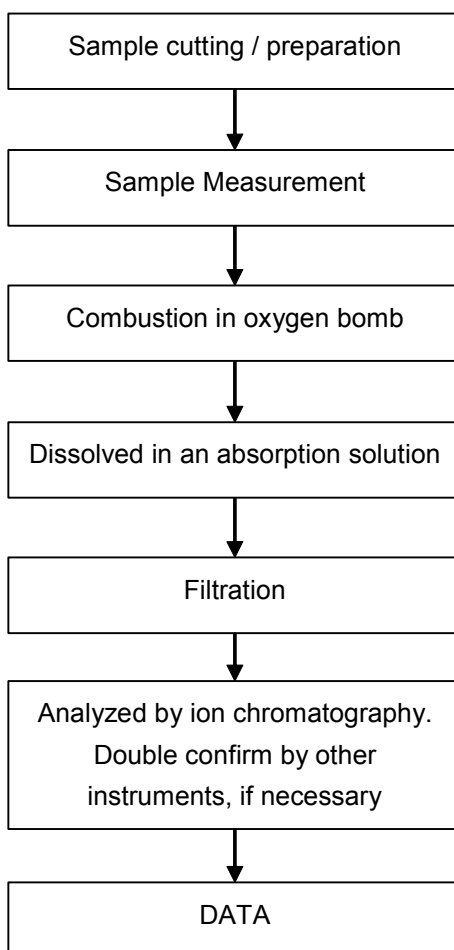 Sample cutting / preparation
Sample Measurement
Combustion in oxygen bomb
Dissolved in an absorption solution
Filtration
Analyzed by ion chromatography.
Double confirm by other
instruments, if necessary
DATA